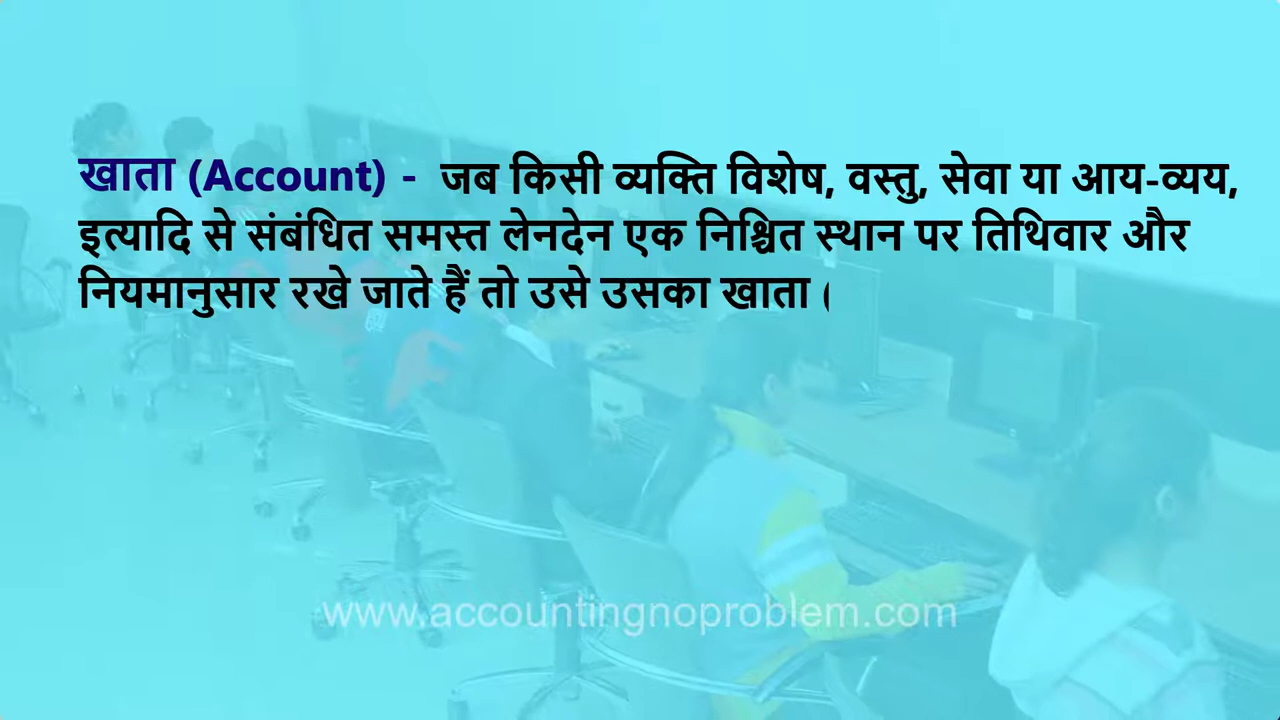 खाता (Account) - जब किसी व्यक्ति विशेष, वस्तु, सेवा या आय-व्यय,
इत्यादि से संबंधित समस्त लेनदेन एक निश्चित स्थान पर तिथिवार और
नियमानुसार रखे जाते हैं तो उसे उसका खाता (
www.accountingnoproblem.com